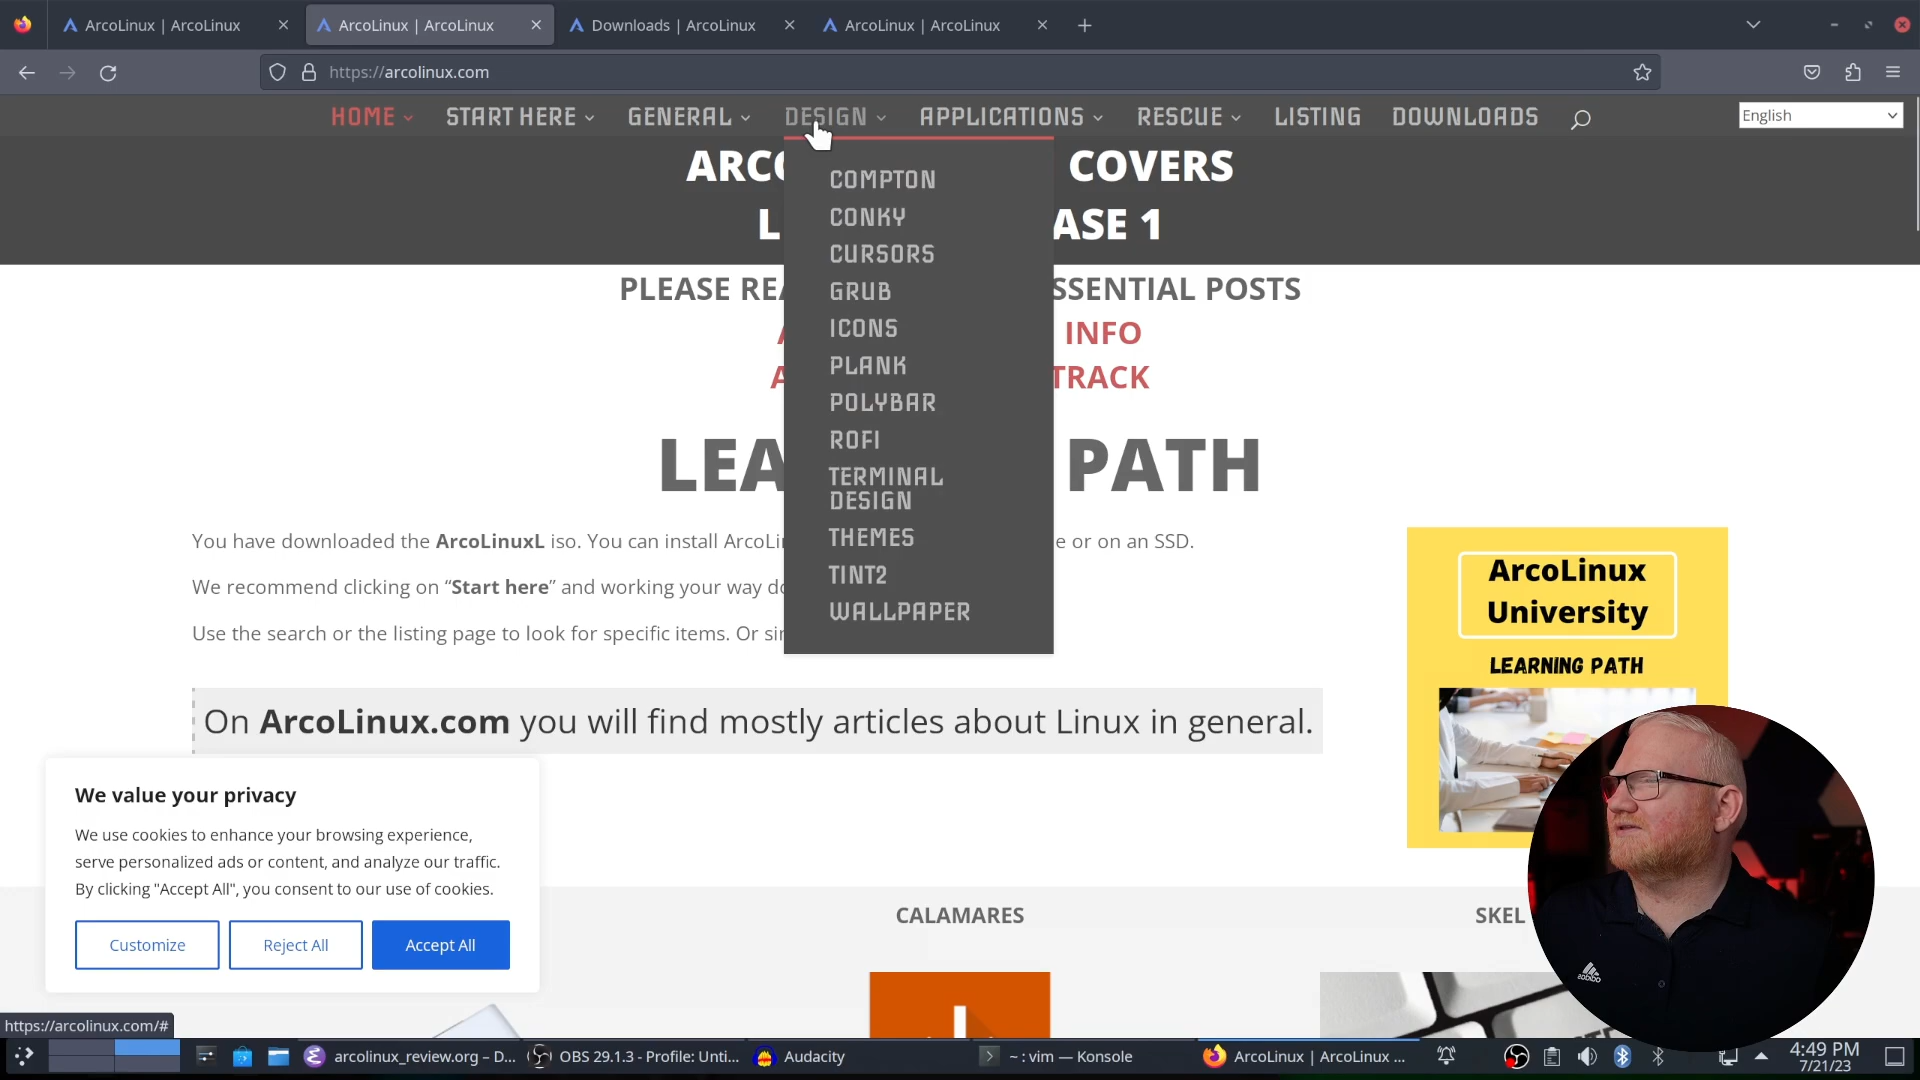 ArcoLinux | ArcoLinux
ArcoLinux | ArcoLinux
Downloads | ArcoLinux
ArcoLinux | ArcoLinux
https://arcolinux.com
HOME
START HERE
GENERAL
DESIGN
APPLICATIONS
RESCUE
LISTING
DOWNLOADS
English
ARCO COVERS
L ASE 1
COMPTON
CONKY
CURSORS
GRUB
ICONS
PLANK
POLYBAR
ROFI
TERMINAL
DESIGN
THEMES
TINT2
WALLPAPER
PLEASE REA SSENTIAL POSTS
INFO
TRACK
LEA PATH
You have downloaded the ArcoLinuxL iso. You can install ArcoLi e or on an SSD.
We recommend clicking on “Start here” and working your way do
Use the search or the listing page to look for specific items. Or si
On ArcoLinux.com you will find mostly articles about Linux in general.
ArcoLinux
University
LEARNING PATH
We value your privacy
We use cookies to enhance your browsing experience,
serve personalized ads or content, and analyze our traffic.
By clicking "Accept All", you consent to our use of cookies.
Customize
Reject All
Accept All
CALAMARES
SKEL
adidas
https://arcolinux.com/#
arcolinux_review.org – D...
OBS 29.1.3 - Profile: Unti...
Audacity
~ : vim — Konsole
ArcoLinux | ArcoLinux ...
4:49 PM
7/21/23